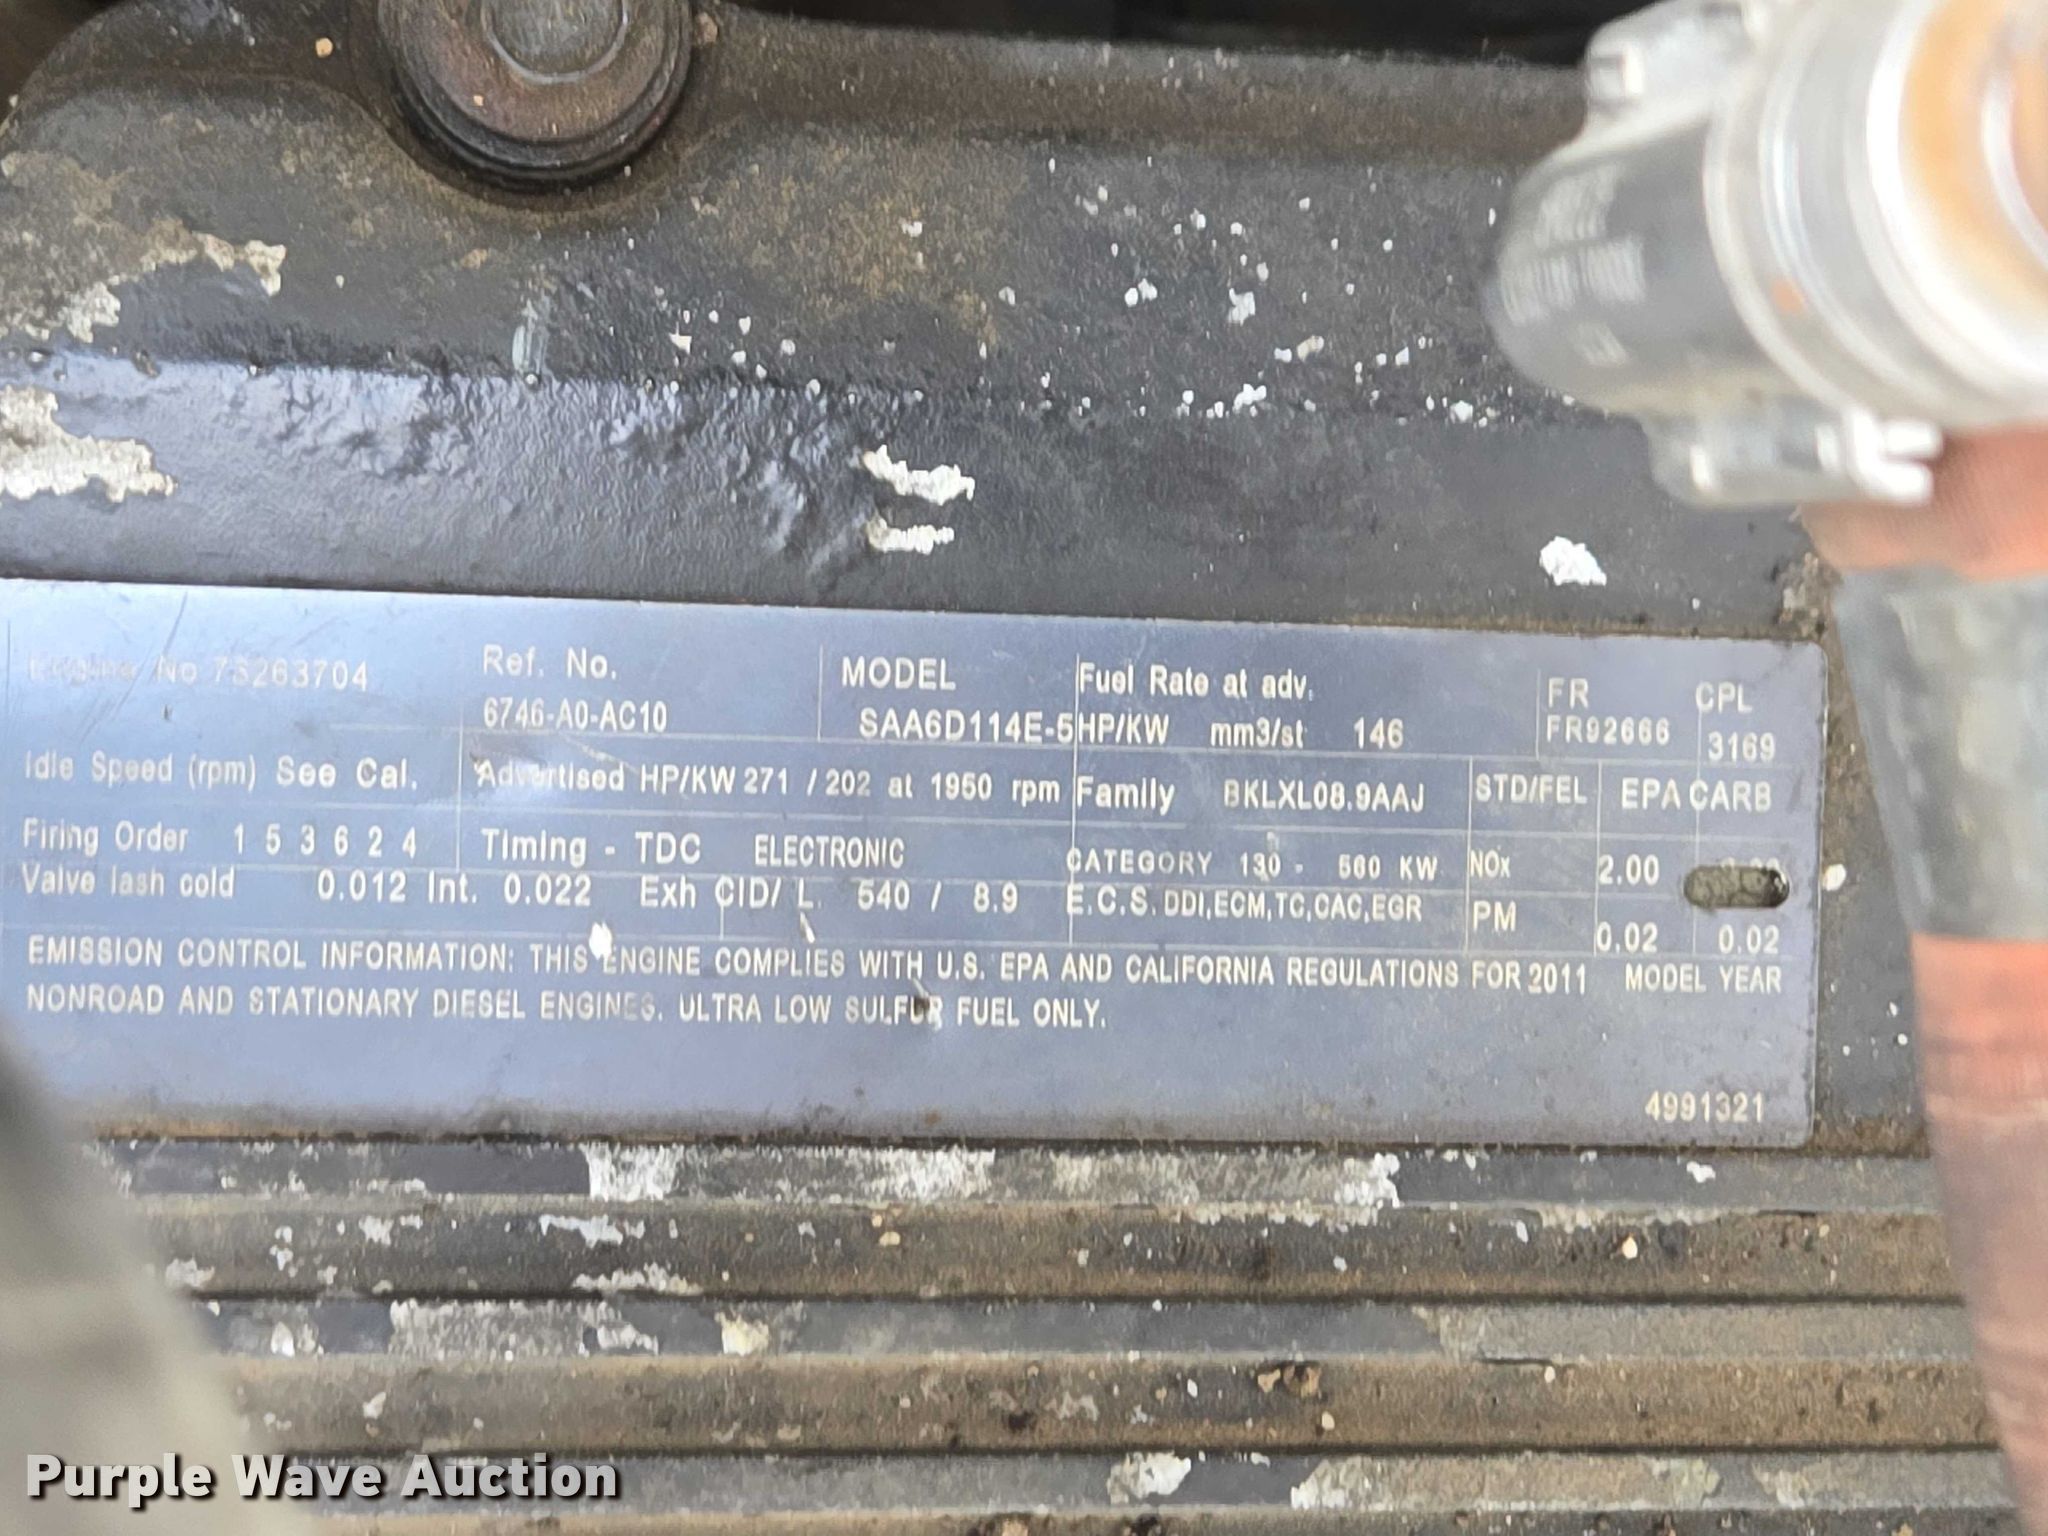 Engine No 73263704 Ref. No. MODEL Fuel Rate at adv. FR CPL
6746-A0-AC10 SAA6D114E-5 HP/KW mm3/st 146 FR92666 3169
Idle Speed (rpm) See Cal. Advertised HP/KW 271 / 202 at 1950 rpm Family BKLXL08.9AAJ STD/FEL EPA CARB
Firing Order 1 5 3 6 2 4 Timing - TDC ELECTRONIC CATEGORY 130 - 560 KW NOx 2.00
Valve lash cold 0.012 Int. 0.022 Exh CID/ L. 540 / 8.9 E.C.S. DDI,ECM,TC,CAC,EGR PM 0.02 0.02
EMISSION CONTROL INFORMATION: THIS ENGINE COMPLIES WITH U.S. EPA AND CALIFORNIA REGULATIONS FOR 2011 MODEL YEAR
NONROAD AND STATIONARY DIESEL ENGINES. ULTRA LOW SULFUR FUEL ONLY.
4991321
Purple Wave Auction